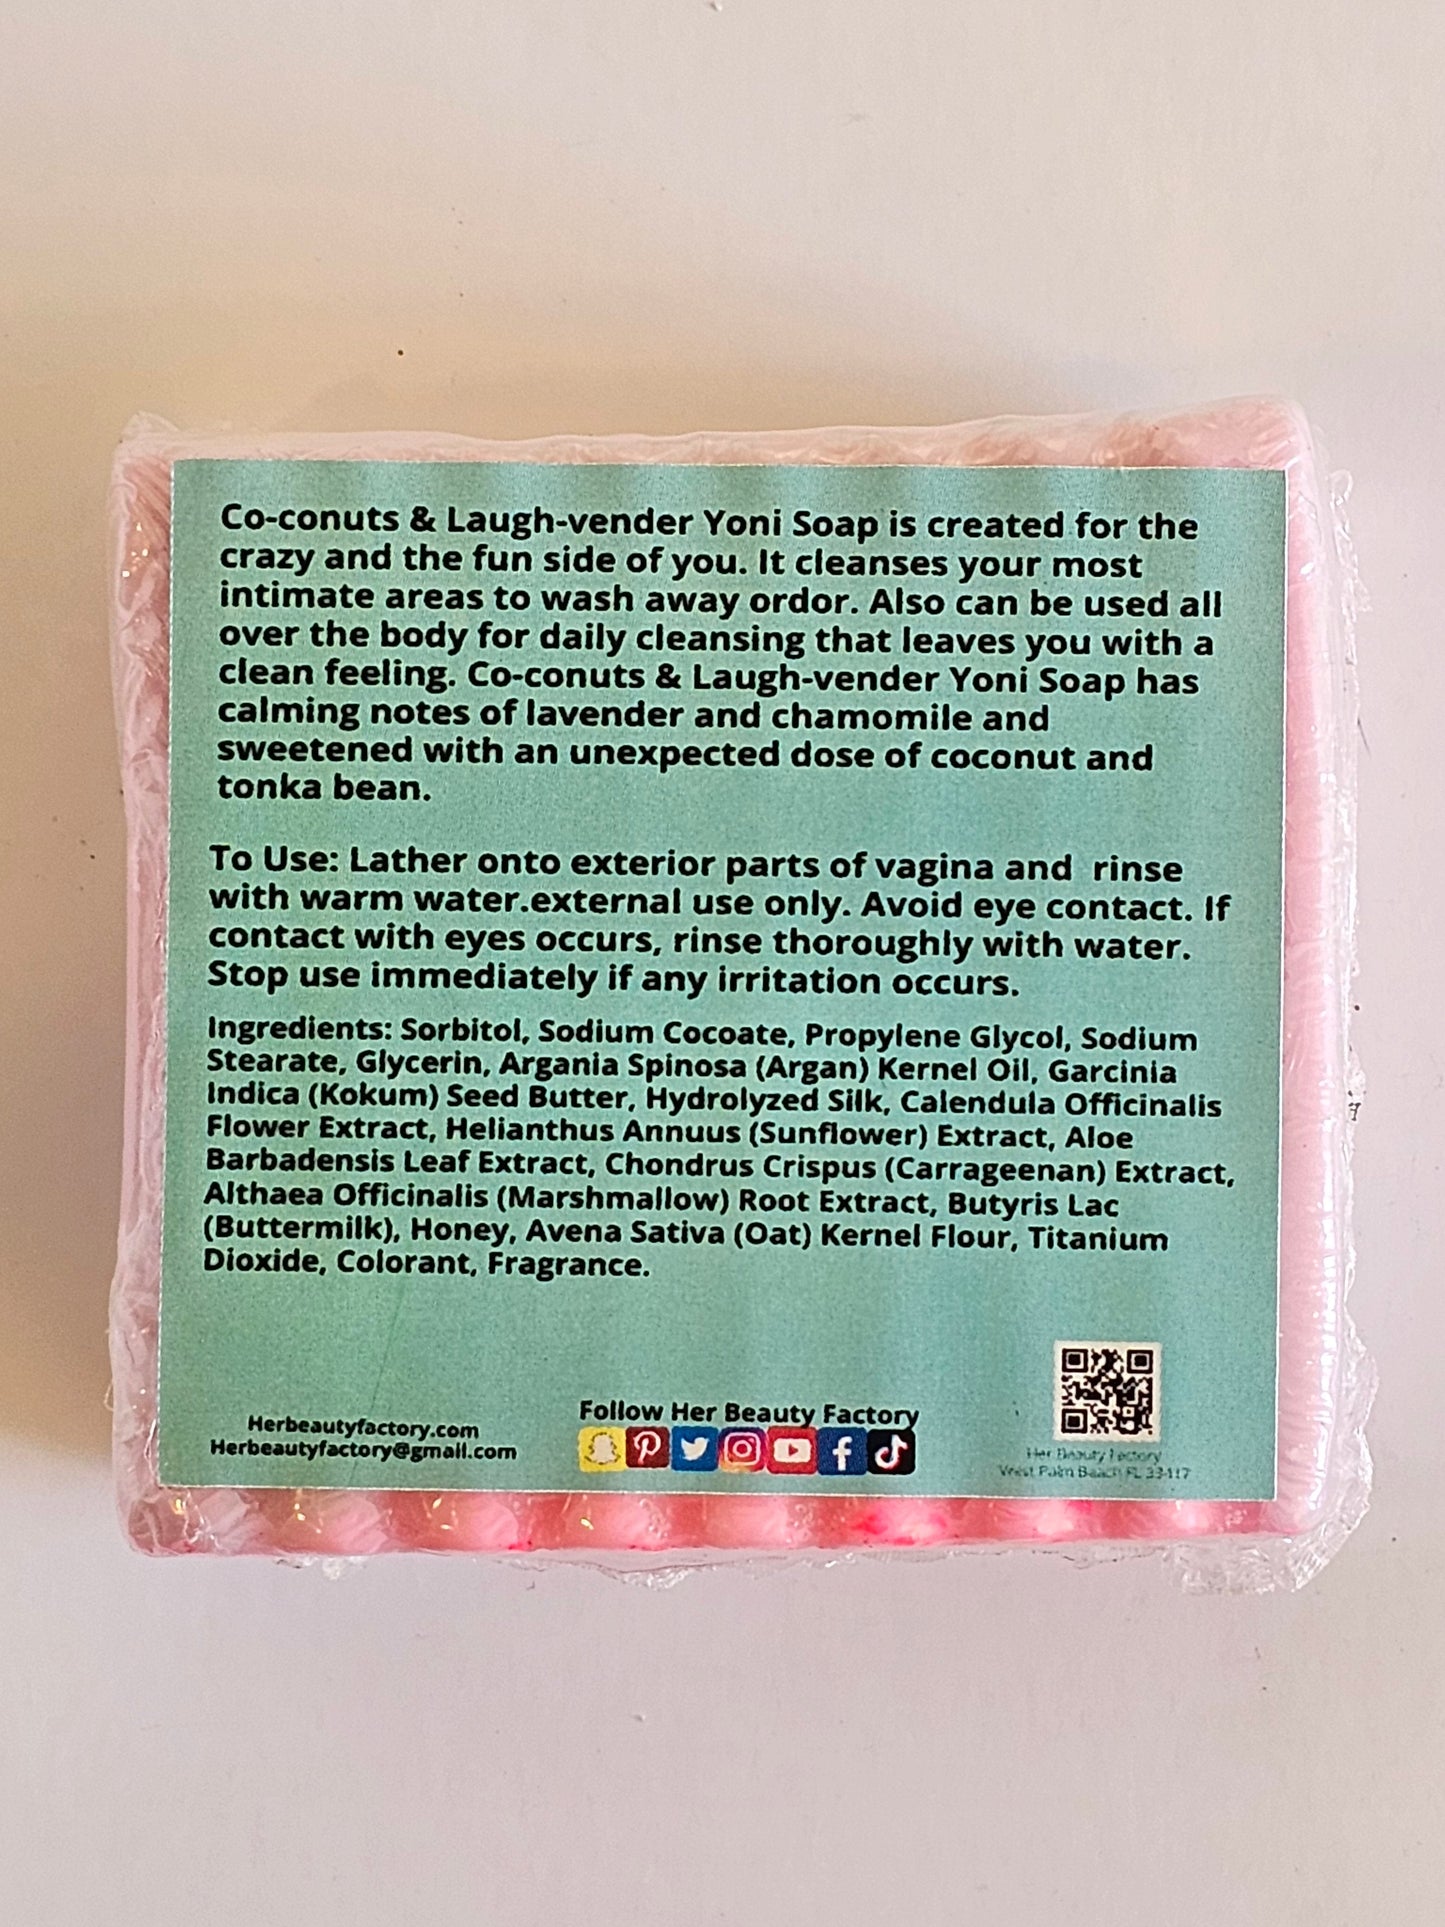 Co-conuts & Laugh-vender Yoni Soap is created for the
crazy and the fun side of you. It cleanses your most
intimate areas to wash away ordor. Also can be used all
over the body for daily cleansing that leaves you with a
clean feeling. Co-conuts & Laugh-vender Yoni Soap has
calming notes of lavender and chamomile and
sweetened with an unexpected dose of coconut and
tonka bean.
To Use: Lather onto exterior parts of vagina and rinse
with warm water.external use only. Avoid eye contact. If
contact with eyes occurs, rinse thoroughly with water.
Stop use immediately if any irritation occurs.
Ingredients: Sorbitol, Sodium Cocoate, Propylene Glycol, Sodium
Stearate, Glycerin, Argania Spinosa (Argan) Kernel Oil, Garcinia
Indica (Kokum) Seed Butter, Hydrolyzed Silk, Calendula Officinalis
Flower Extract, Helianthus Annuus (Sunflower) Extract, Aloe
Barbadensis Leaf Extract, Chondrus Crispus (Carrageenan) Extract,
Althaea Officinalis (Marshmallow) Root Extract, Butyris Lac
(Buttermilk), Honey, Avena Sativa (Oat) Kernel Flour, Titanium
Dioxide, Colorant, Fragrance.
Herbeautyfactory.com
Herbeautyfactory@gmail.com
Follow Her Beauty Factory
Her Beauty Factory
West Palm Beach FL 33417